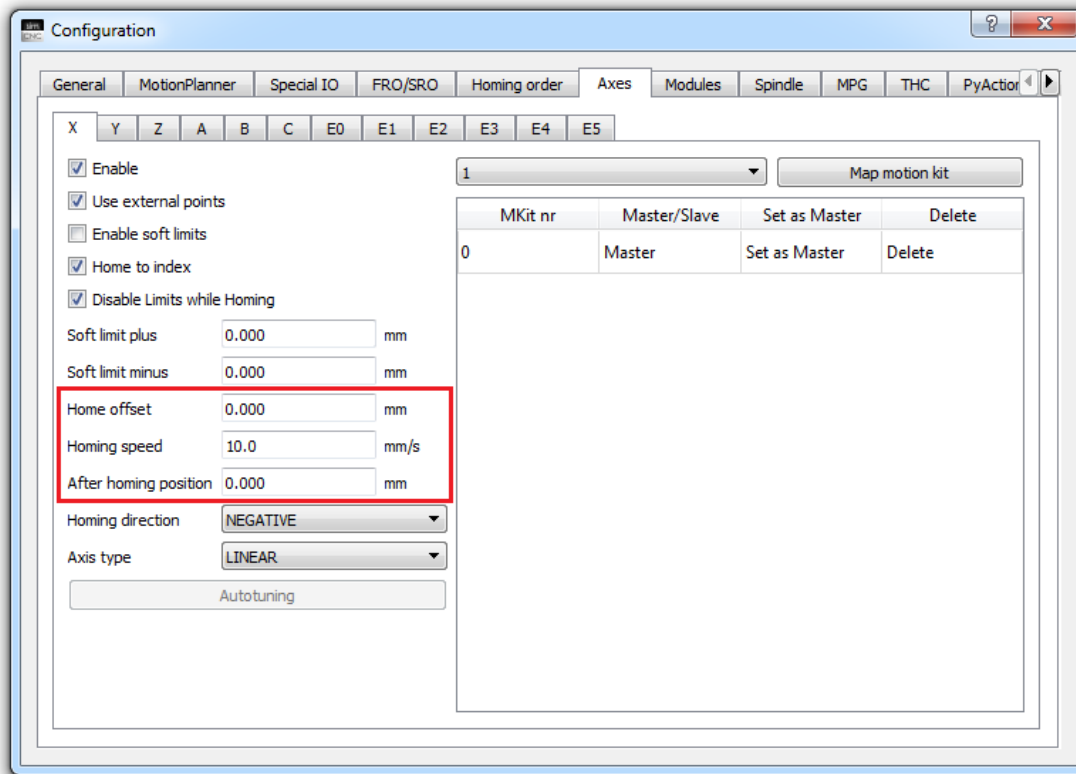 sim
CNC
Configuration
General MotionPlanner Special IO FRO/SRO Homing order Axes Modules Spindle MPG THC PyAction
X Y Z A B C E0 E1 E2 E3 E4 E5
Enable
Use external points
Enable soft limits
Home to index
Disable Limits while Homing
Soft limit plus 0.000 mm
Soft limit minus 0.000 mm
Home offset 0.000 mm
Homing speed 10.0 mm/s
After homing position 0.000 mm
Homing direction NEGATIVE
Axis type LINEAR
Autotuning
1 Map motion kit
MKit nr Master/Slave Set as Master Delete
0 Master Set as Master Delete